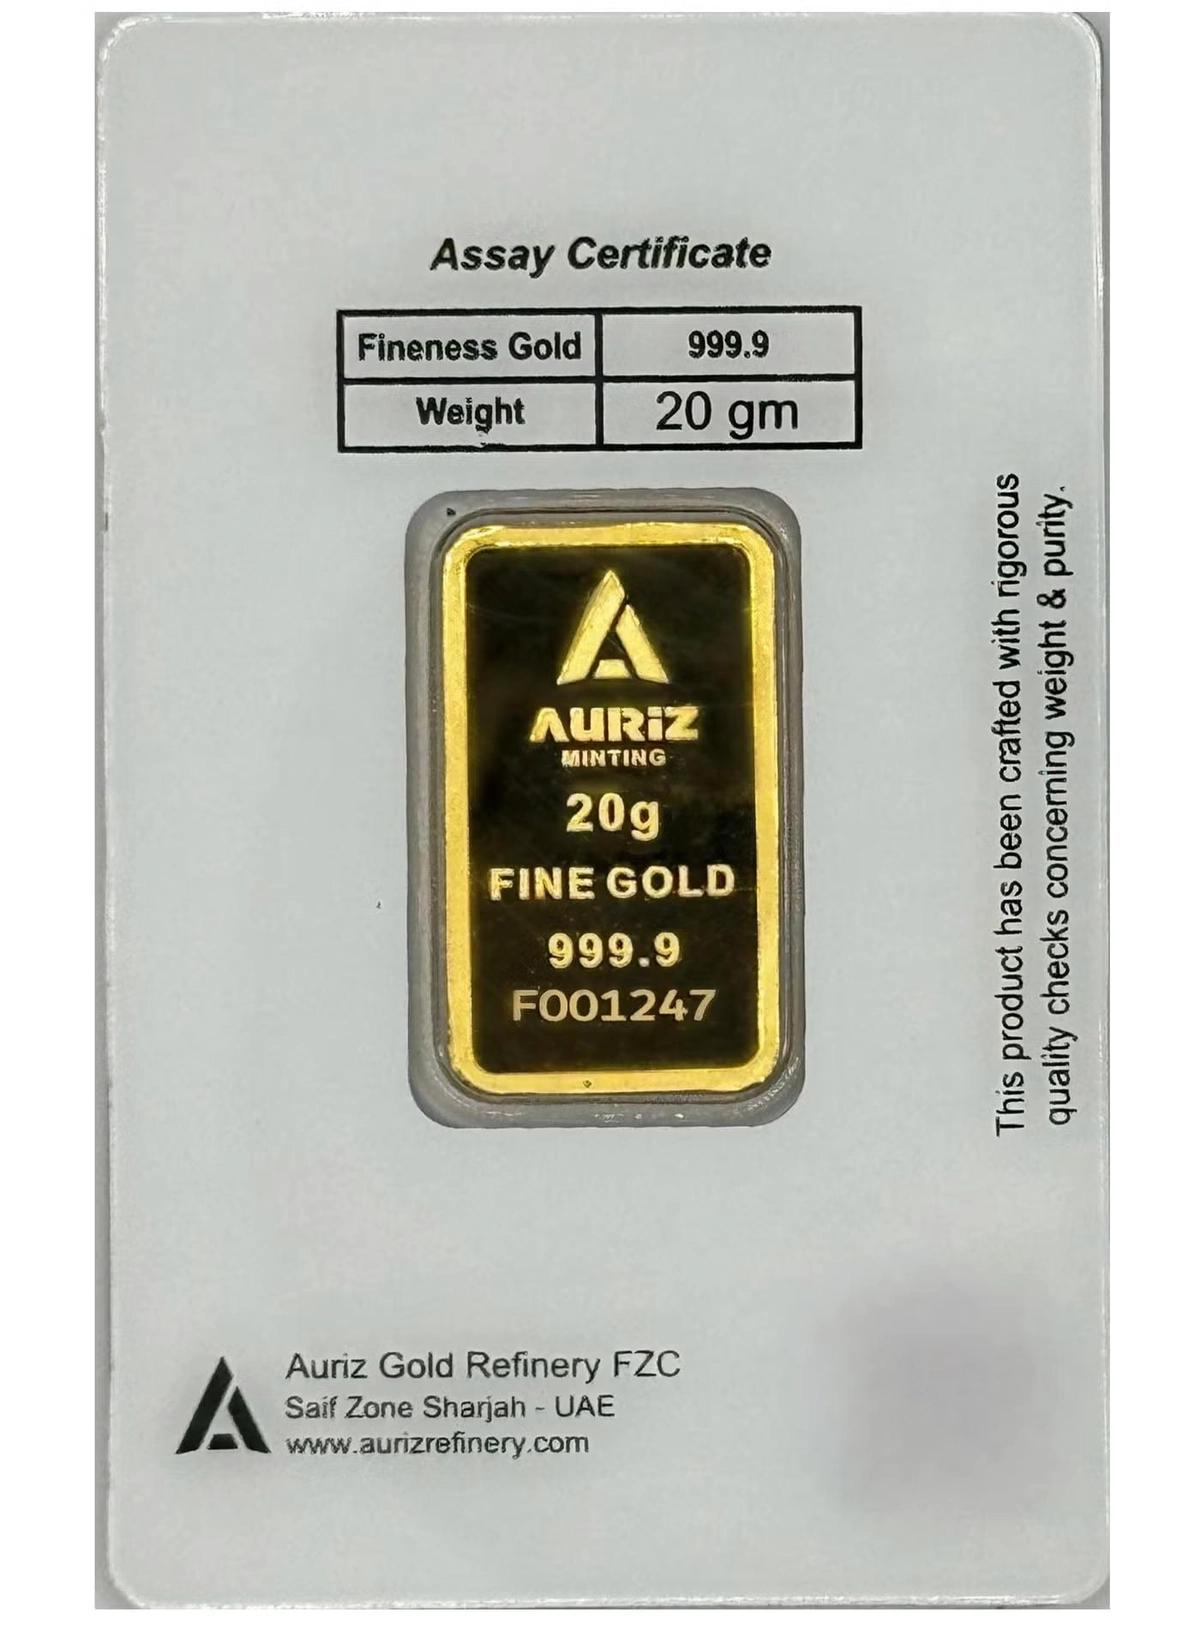 Assay Certificate
Fineness Gold 999.9
Weight 20 gm
AURiZ
MINTING
20g
FINE GOLD
999.9
F001247
This product has been crafted with rigorous
quality checks concerning weight & purity.
Auriz Gold Refinery FZC
Saif Zone Sharjah - UAE
www.aurizrefinery.com